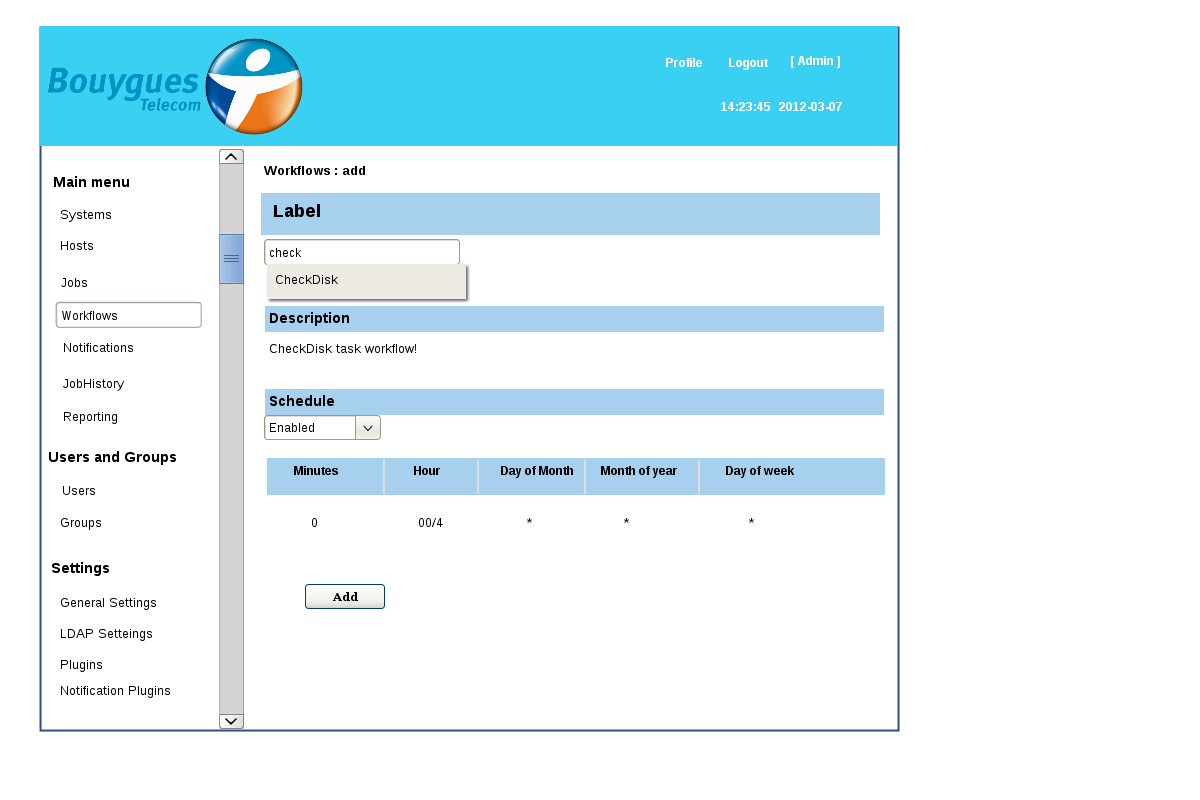 Bouygues
Telecom
Profile Logout [ Admin ]
14:23:45 2012-03-07
Main menu
Systems
Hosts
Jobs
Workflows
Notifications
JobHistory
Reporting
Users and Groups
Users
Groups
Settings
General Settings
LDAP Setteings
Plugins
Notification Plugins
Workflows : add
Label
check
CheckDisk
Description
CheckDisk task workflow!
Schedule
Enabled
Minutes Hour Day of Month Month of year Day of week
0 00/4 * * *
Add